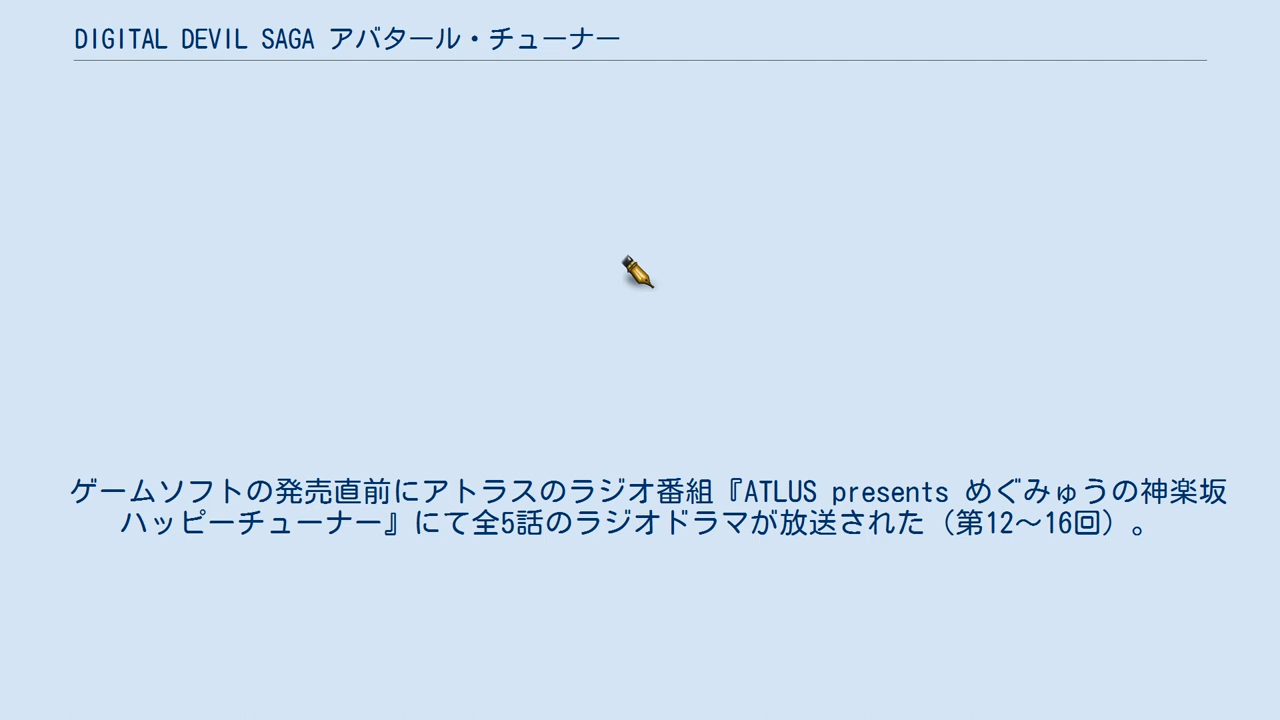 DIGITAL DEVIL SAGA アバタール・チューナー
ゲームソフトの発売直前にアトラスのラジオ番組『ATLUS presents めぐみゅうの神楽坂
ハッピーチューナー』にて全5話のラジオドラマが放送された（第12～16回）。